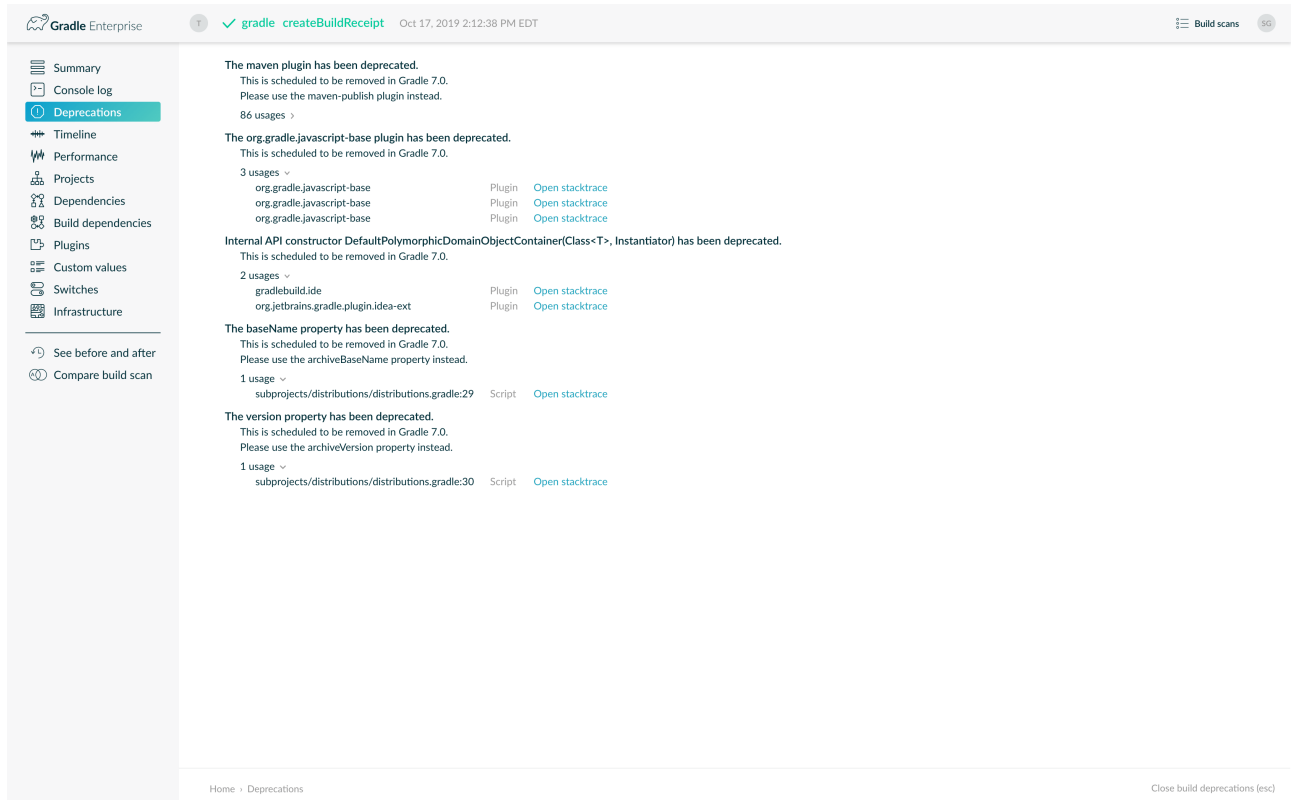 Gradle Enterprise
T
gradle createBuildReceipt Oct 17, 2019 2:12:38 PM EDT
Build scans
SG
Summary
Console log
Deprecations
Timeline
Performance
Projects
Dependencies
Build dependencies
Plugins
Custom values
Switches
Infrastructure
See before and after
Compare build scan
The maven plugin has been deprecated.
This is scheduled to be removed in Gradle 7.0.
Please use the maven-publish plugin instead.
86 usages >
The org.gradle.javascript-base plugin has been deprecated.
This is scheduled to be removed in Gradle 7.0.
3 usages
org.gradle.javascript-base Plugin Open stacktrace
org.gradle.javascript-base Plugin Open stacktrace
org.gradle.javascript-base Plugin Open stacktrace
Internal API constructor DefaultPolymorphicDomainObjectContainer(Class<T>, Instantiator) has been deprecated.
This is scheduled to be removed in Gradle 7.0.
2 usages
gradlebuild.ide Plugin Open stacktrace
org.jetbrains.gradle.plugin.idea-ext Plugin Open stacktrace
The baseName property has been deprecated.
This is scheduled to be removed in Gradle 7.0.
Please use the archiveBaseName property instead.
1 usage
subprojects/distributions/distributions.gradle:29 Script Open stacktrace
The version property has been deprecated.
This is scheduled to be removed in Gradle 7.0.
Please use the archiveVersion property instead.
1 usage
subprojects/distributions/distributions.gradle:30 Script Open stacktrace
Home › Deprecations
Close build deprecations (esc)